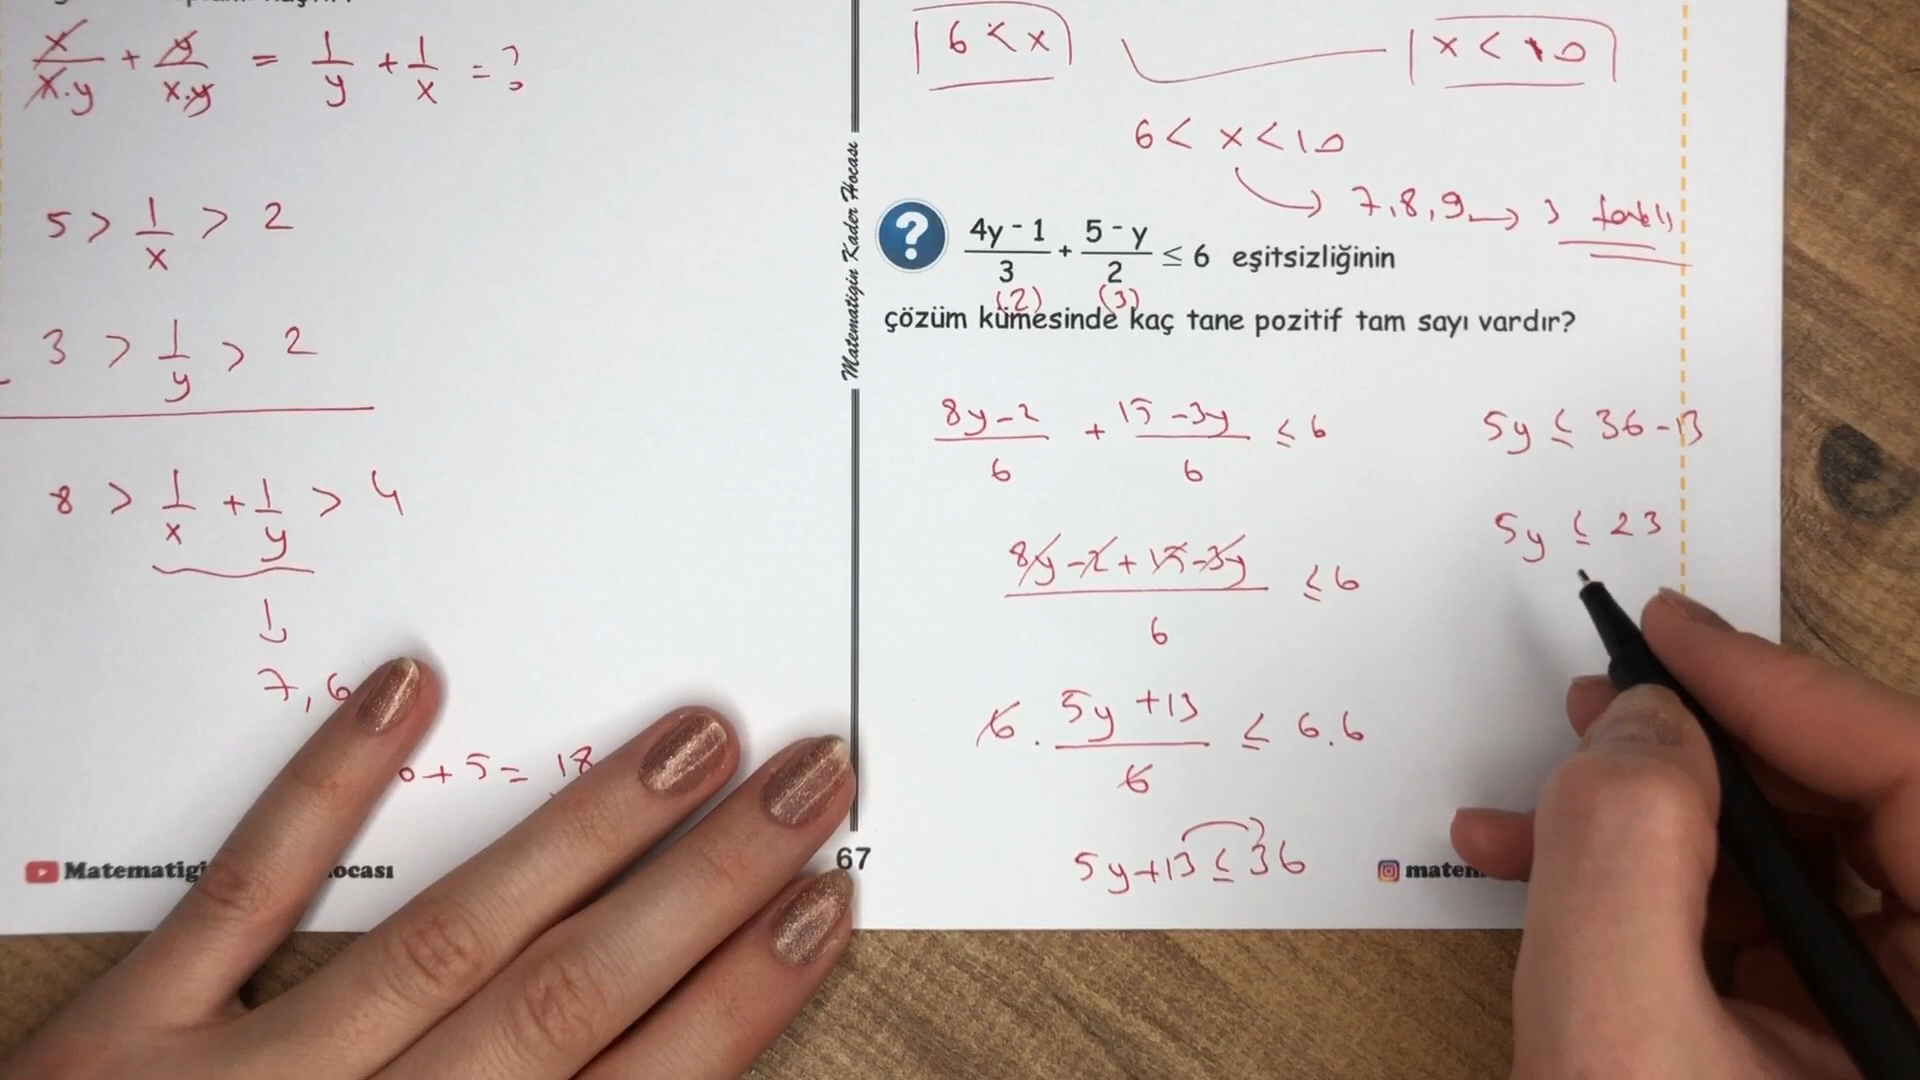 x/x.y + y/x.y = 1/y + 1/x = ?
5 > 1/x > 2
3 > 1/y > 2
8 > 1/x + 1/y > 4
7, 6
0 + 5 = 18
Matematigi
ocası
Matematiğin Kader Hocası
67
6 < x
x < 10
6 < x < 10
7, 8, 9 → 3 farklı
?
(4y - 1)/3 + (5 - y)/2 ≤ 6 eşitsizliğinin
(2) (3)
çözüm kümesinde kaç tane pozitif tam sayı vardır?
(8y - 2)/6 + (15 - 3y)/6 ≤ 6
(8y - 2 + 15 - 3y)/6 ≤ 6
6 . (5y + 13)/6 ≤ 6.6
5y + 13 ≤ 36
5y ≤ 36 - 13
5y ≤ 23
matem